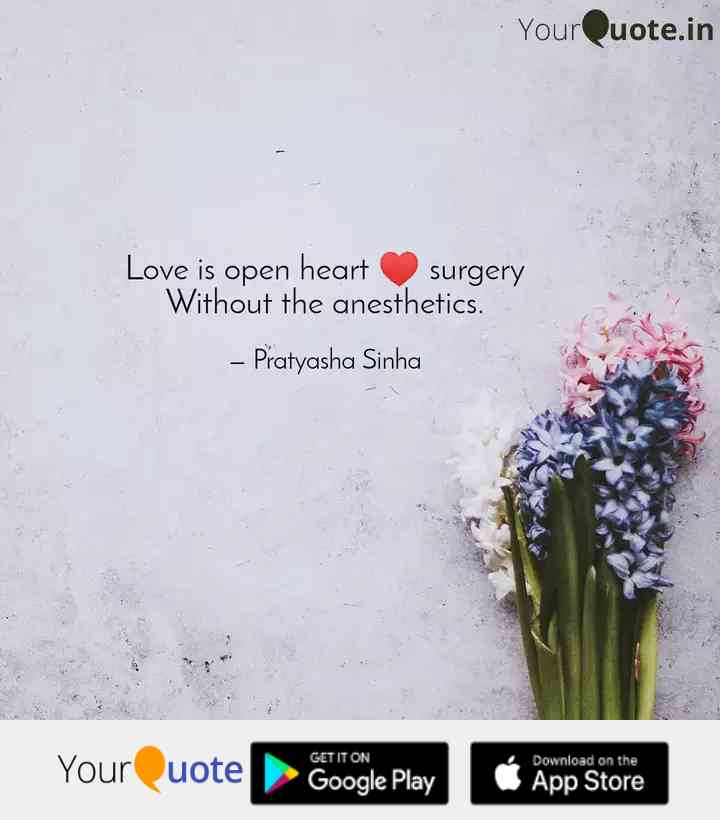 YourQuote.in
Love is open heart ❤️ surgery
Without the anesthetics.
– Pratyasha Sinha
YourQuote
GET IT ON
Google Play
Download on the
App Store